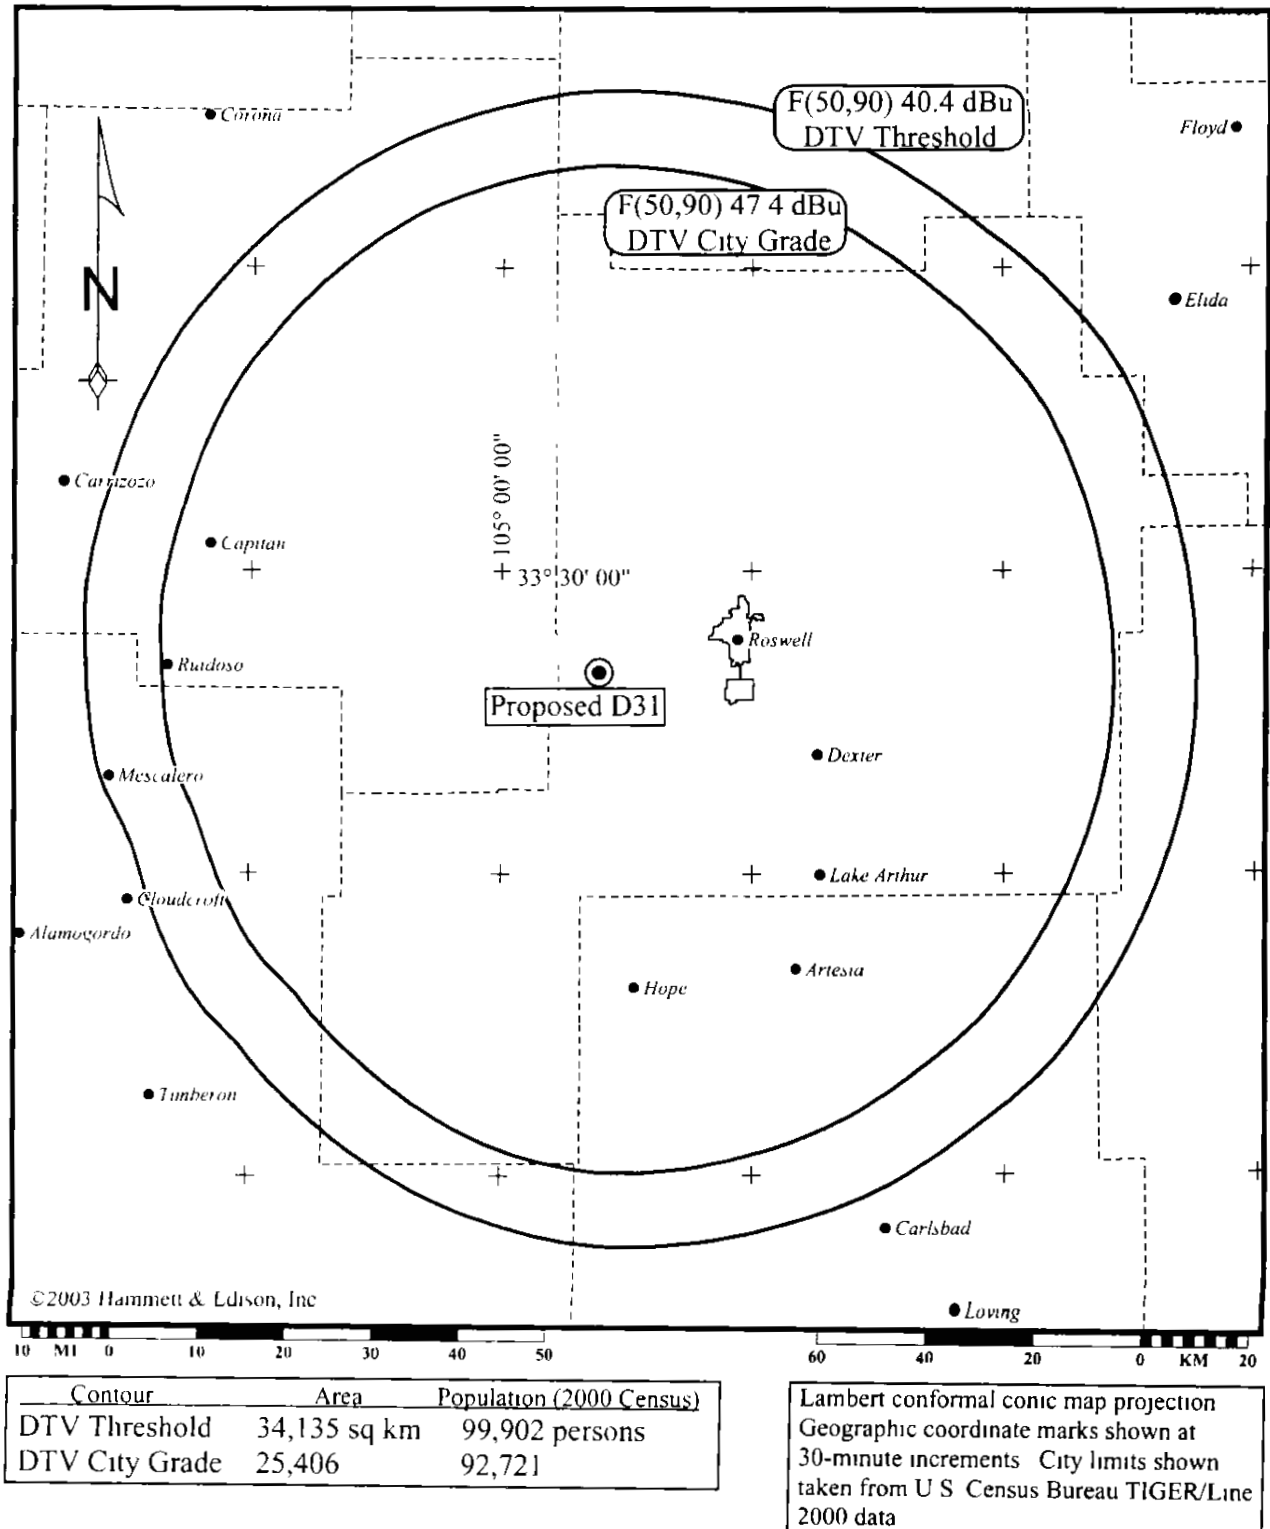 Corona
F(50,90) 40.4 dBu
DTV Threshold
Floyd
F(50,90) 47 4 dBu
DTV City Grade
N
Elida
Carrizozo
105° 00' 00"
Capitan
33° 30' 00"
Roswell
Ruidoso
Proposed D31
Dexter
Mescalero
Lake Arthur
Cloudcroft
Alamogordo
Artesia
Hope
Timberon
Carlsbad
©2003 Hammett & Edison, Inc
Loving
10 MI 0 10 20 30 40 50
60 40 20 0 KM 20
Contour Area Population (2000 Census)
DTV Threshold 34,135 sq km 99,902 persons
DTV City Grade 25,406 92,721
Lambert conformal conic map projection
Geographic coordinate marks shown at
30-minute increments City limits shown
taken from U S Census Bureau TIGER/Line
2000 data